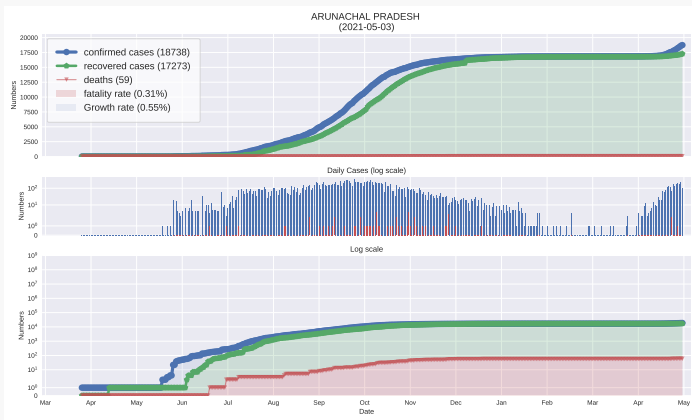 ARUNACHAL PRADESH
(2021-05-03)
20000
17500
15000
12500
10000
7500
5000
2500
0
Numbers
confirmed cases (18738)
recovered cases (17273)
deaths (59)
fatality rate (0.31%)
Growth rate (0.55%)
Daily Cases (log scale)
10²
10¹
10⁰
0
Numbers
Log scale
10⁹
10⁸
10⁷
10⁶
10⁵
10⁴
10³
10²
10¹
10⁰
0
Numbers
Mar Apr May Jun Jul Aug Sep Oct Nov Dec Jan Feb Mar Apr May
Date